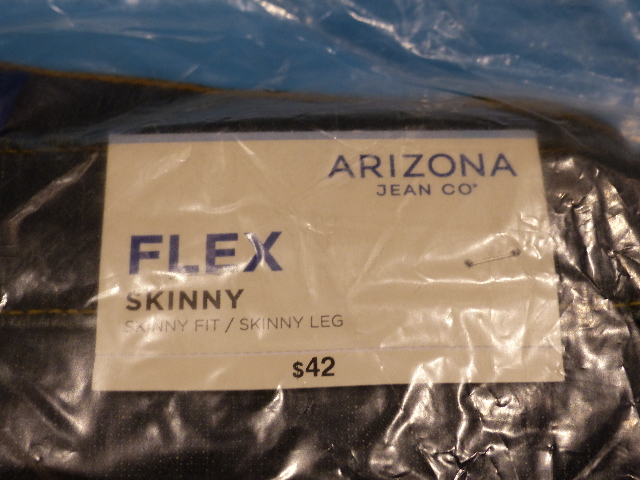 ARIZONA
JEAN CO
FLEX
SKINNY
SKINNY FIT / SKINNY LEG
$42